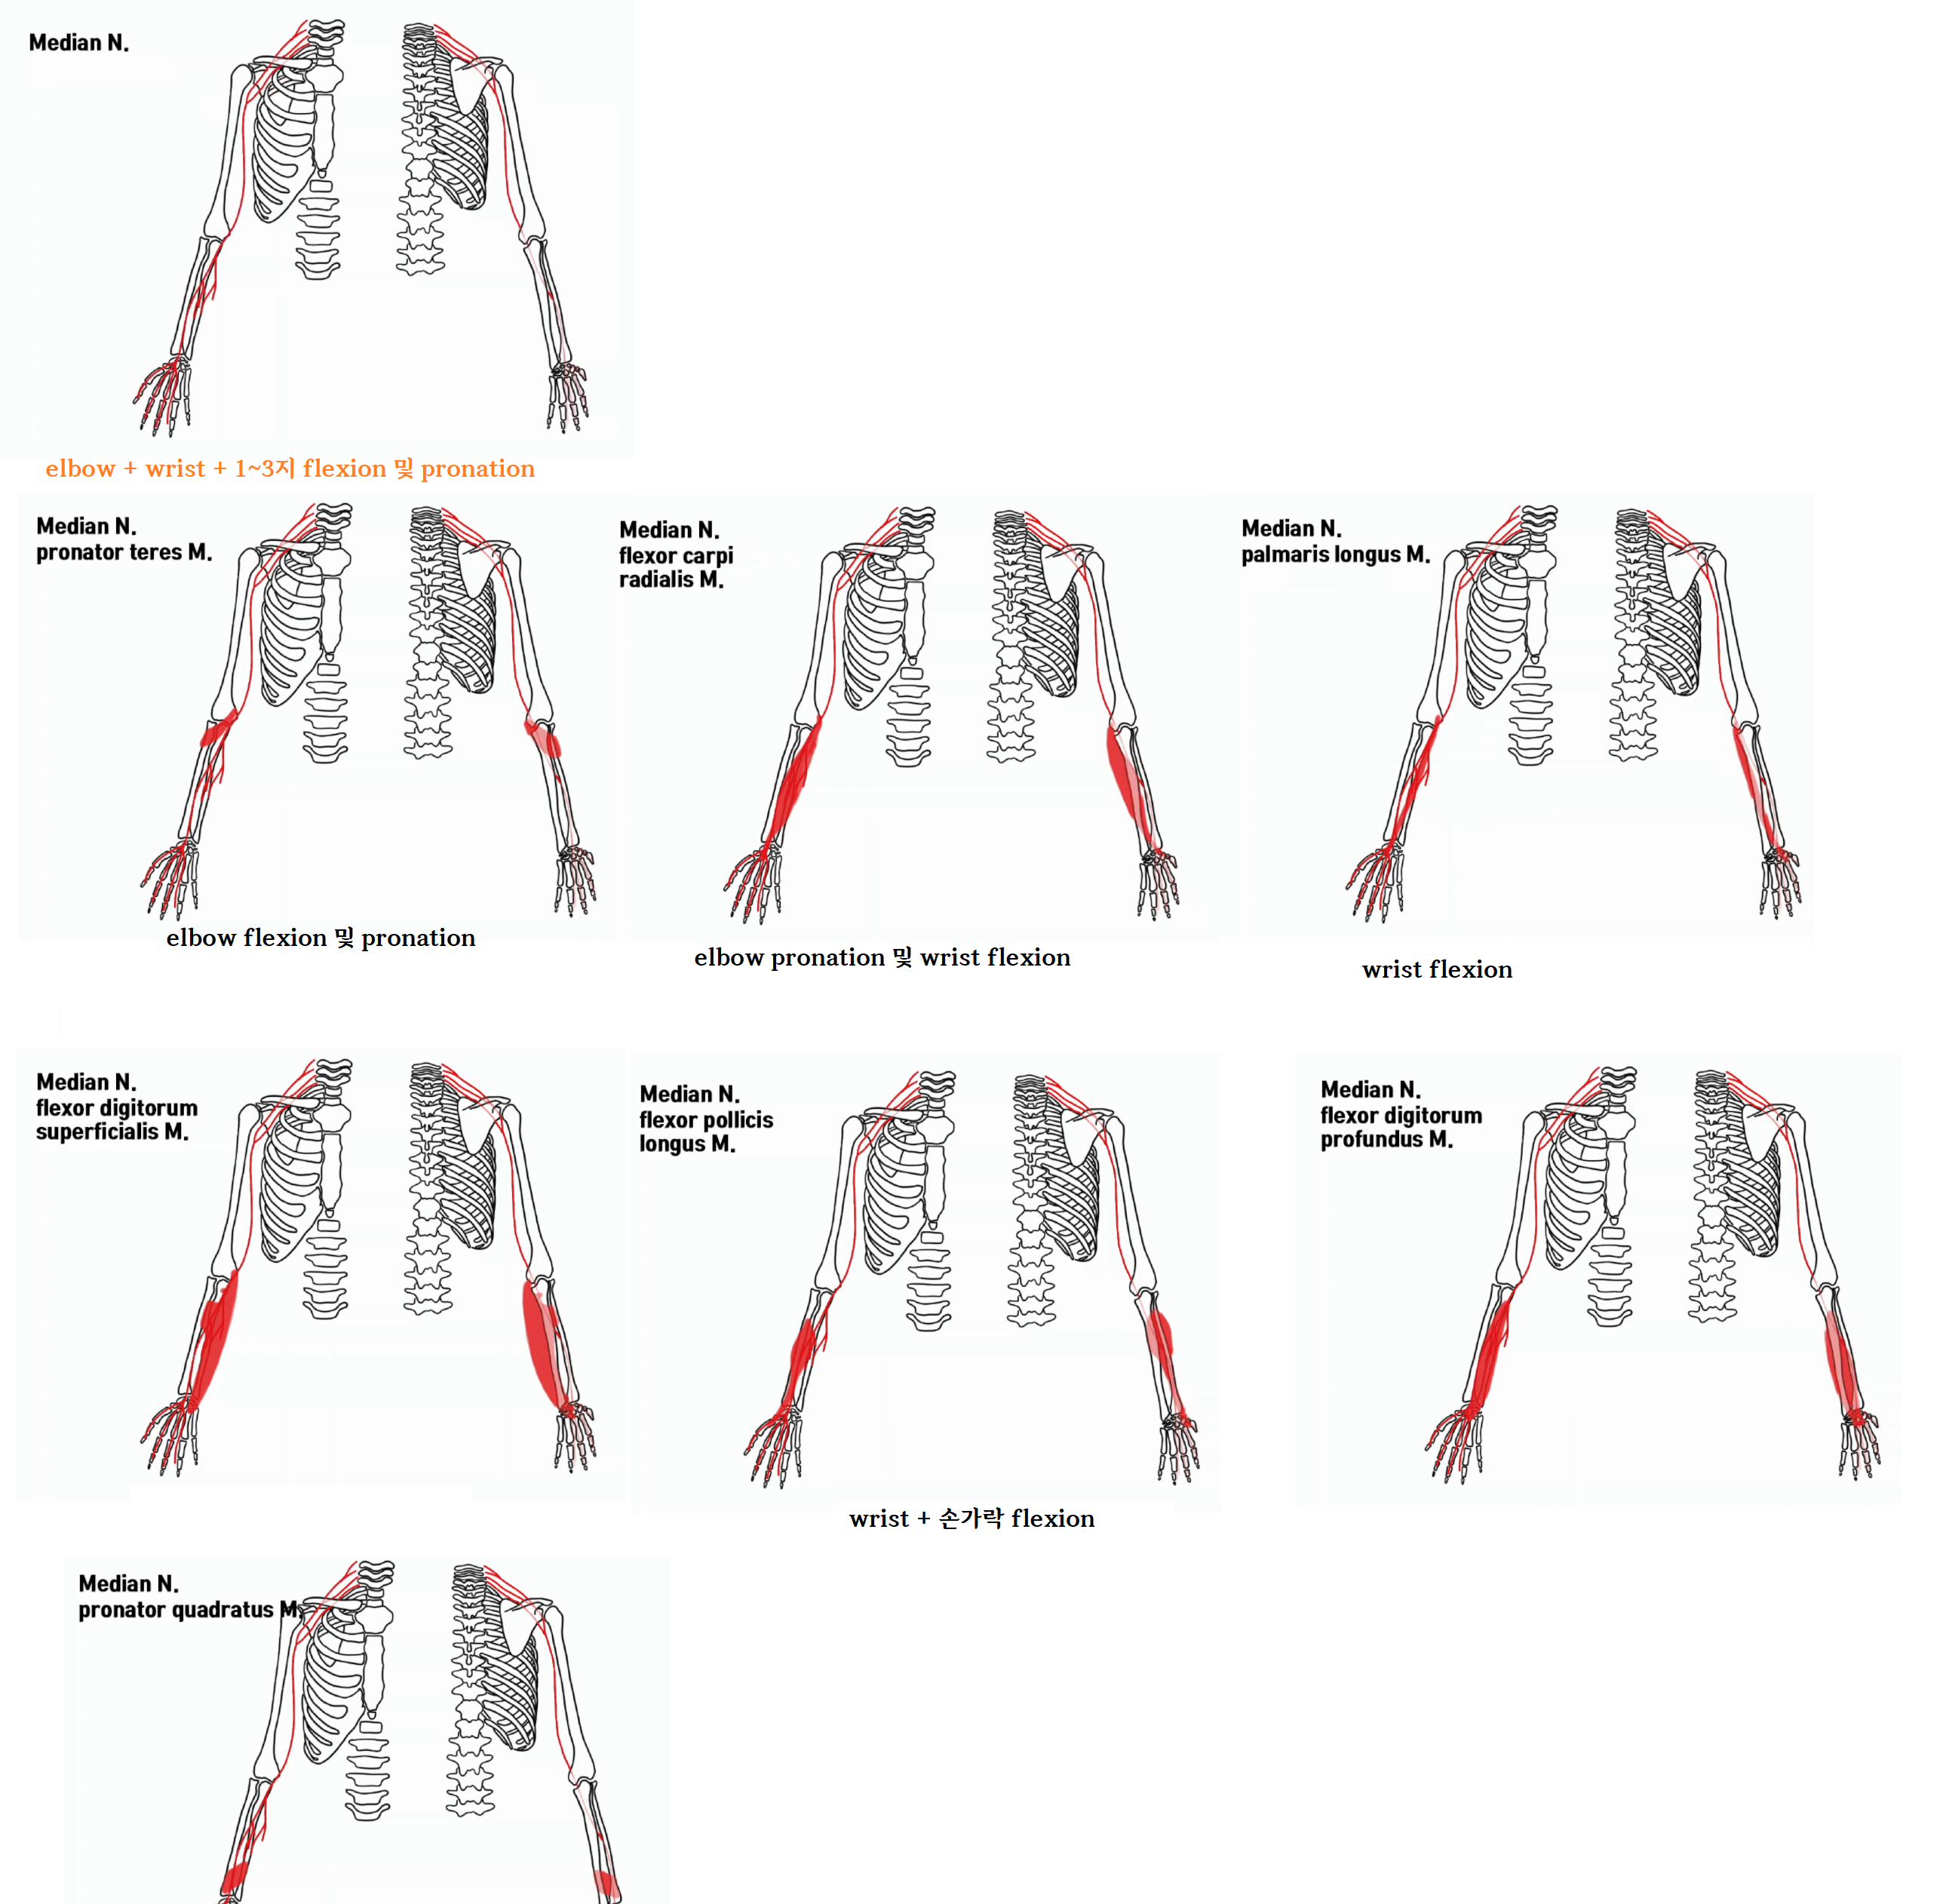 Median N.
elbow + wrist + 1~3지 flexion 및 pronation
Median N.
pronator teres M.
Median N.
flexor carpi
radialis M.
Median N.
palmaris longus M.
elbow flexion 및 pronation
elbow pronation 및 wrist flexion
wrist flexion
Median N.
flexor digitorum
superficialis M.
Median N.
flexor pollicis
longus M.
Median N.
flexor digitorum
profundus M.
wrist + 손가락 flexion
Median N.
pronator quadratus M.